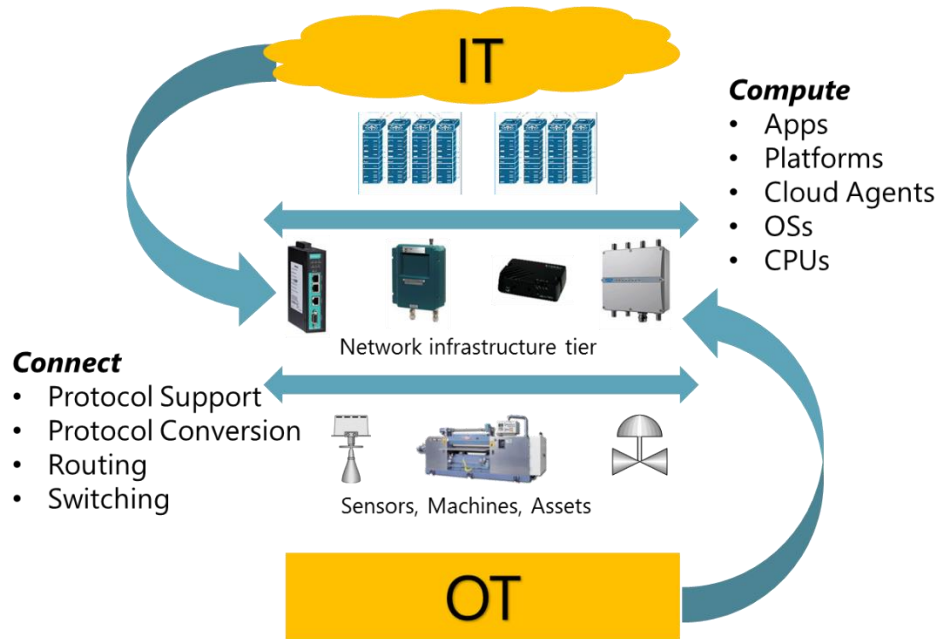 IT
Compute
• Apps
• Platforms
• Cloud Agents
• OSs
• CPUs
Network infrastructure tier
Connect
• Protocol Support
• Protocol Conversion
• Routing
• Switching
Sensors, Machines, Assets
OT